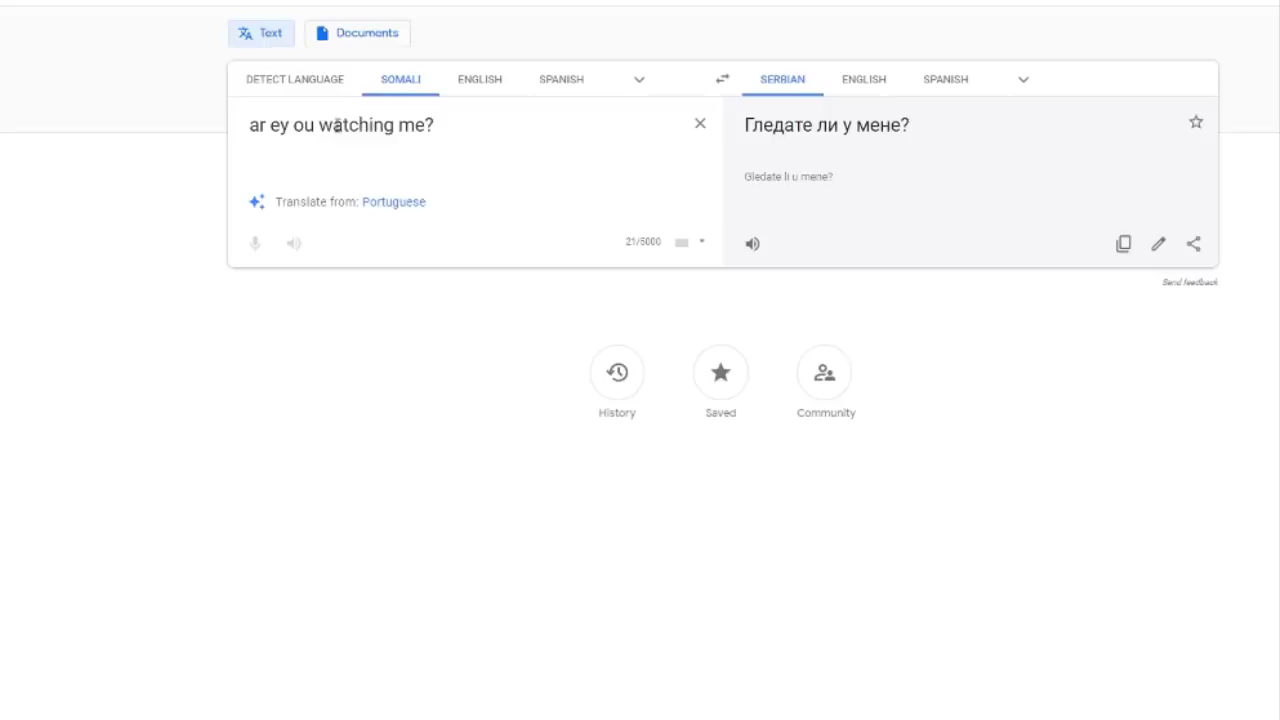 Text Documents
DETECT LANGUAGE SOMALI ENGLISH SPANISH SERBIAN ENGLISH SPANISH
ar ey ou watching me?
Гледате ли у мене?
Gledate li u mene?
Translate from: Portuguese
21/5000
Send feedback
History Saved Community